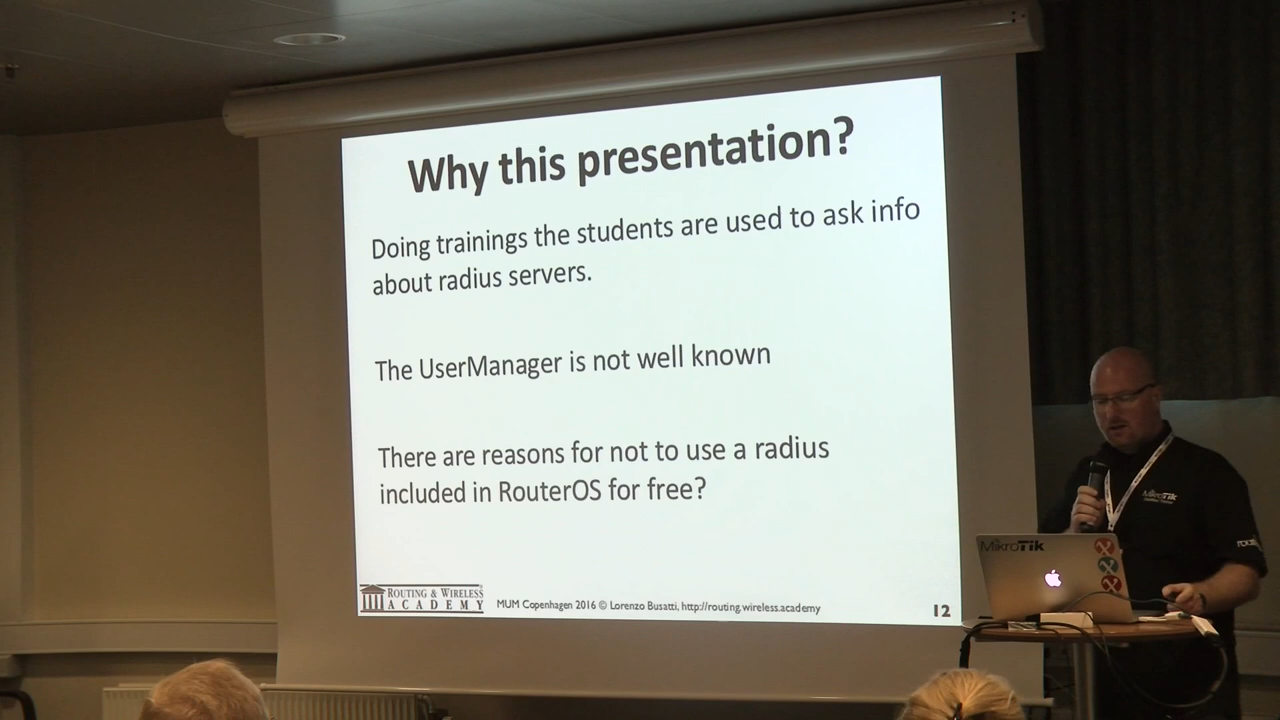 Why this presentation?
Doing trainings the students are used to ask info
about radius servers.
The UserManager is not well known
There are reasons for not to use a radius
included in RouterOS for free?
ROUTING & WIRELESS
ACADEMY
MUM Copenhagen 2016 © Lorenzo Busatti, http://routing.wireless.academy
12
MikroTik
MikroTik